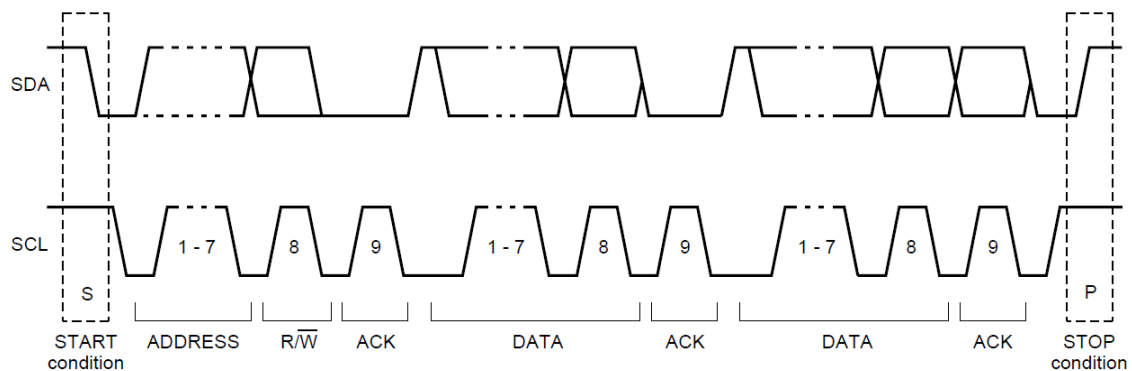 SDA
SCL
1 - 7
8
9
1 - 7
8
9
1 - 7
8
9
S
P
START
condition
ADDRESS
R/W̅
ACK
DATA
ACK
DATA
ACK
STOP
condition